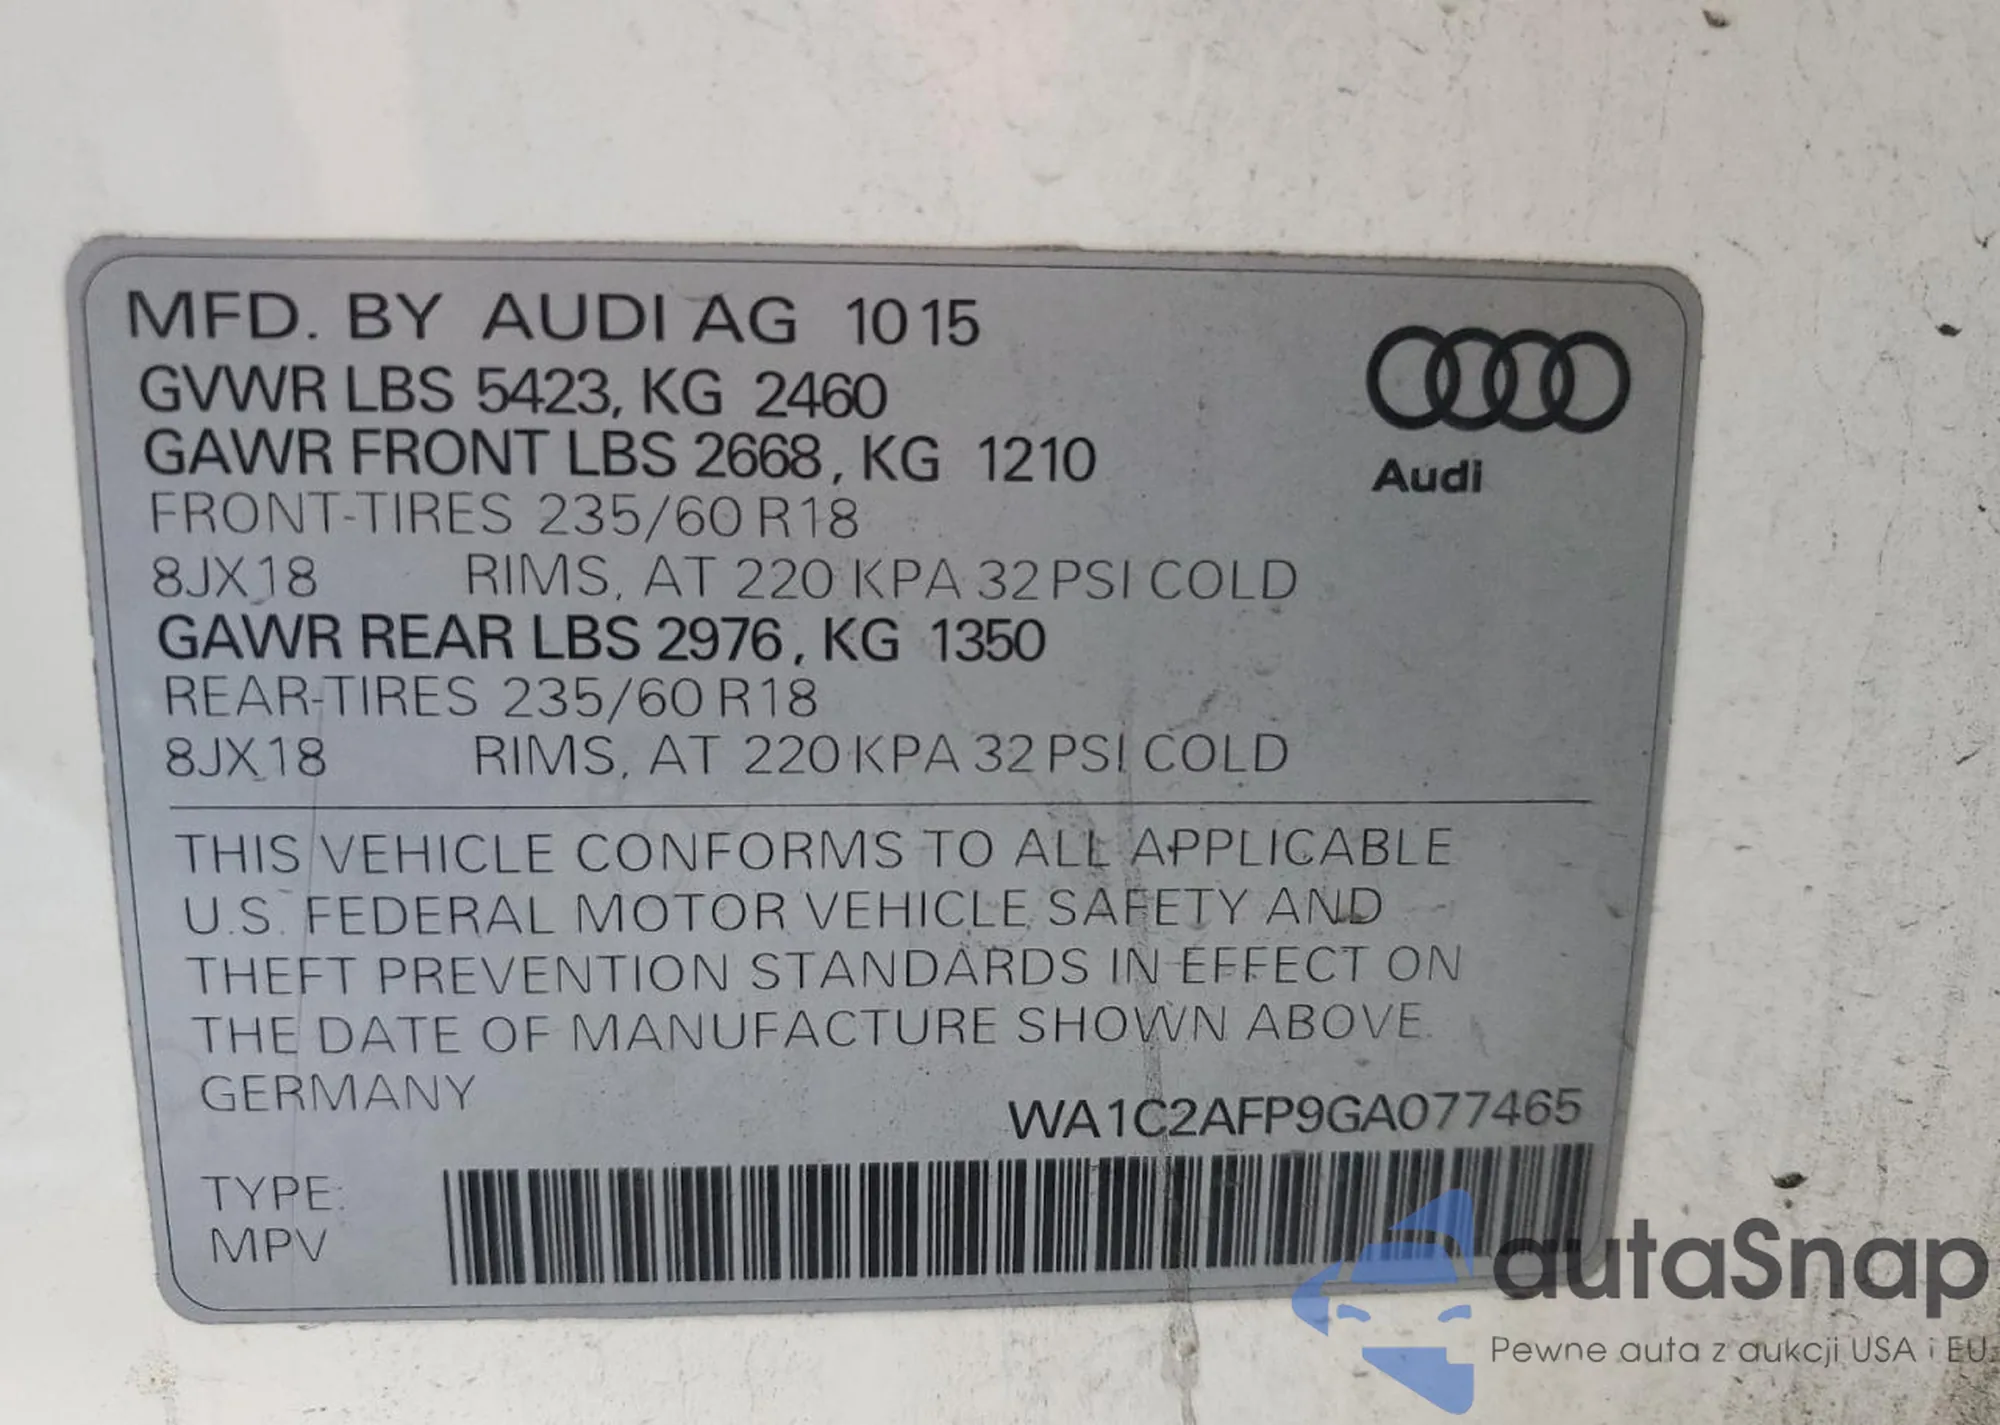 MFD. BY AUDI AG 10 15
GVWR LBS 5423, KG 2460
GAWR FRONT LBS 2668, KG 1210
FRONT-TIRES 235/60 R18
8JX18 RIMS, AT 220 KPA 32 PSI COLD
GAWR REAR LBS 2976, KG 1350
REAR-TIRES 235/60 R18
8JX18 RIMS, AT 220 KPA 32 PSI COLD
Audi
THIS VEHICLE CONFORMS TO ALL APPLICABLE
U.S. FEDERAL MOTOR VEHICLE SAFETY AND
THEFT PREVENTION STANDARDS IN EFFECT ON
THE DATE OF MANUFACTURE SHOWN ABOVE.
GERMANY
WA1C2AFP9GA077465
TYPE:
MPV
autaSnap
Pewne auta z aukcji USA i EU